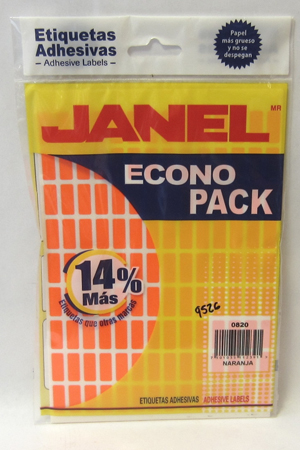 Etiquetas
Adhesivas
- Adhesive Labels -
Papel
más grueso
y no se
despegan
JANEL MR
ECONO
PACK
14%
Más
Etiquetas que otras marcas
9526
0820
NARANJA
ETIQUETAS ADHESIVAS ADHESIVE LABELS